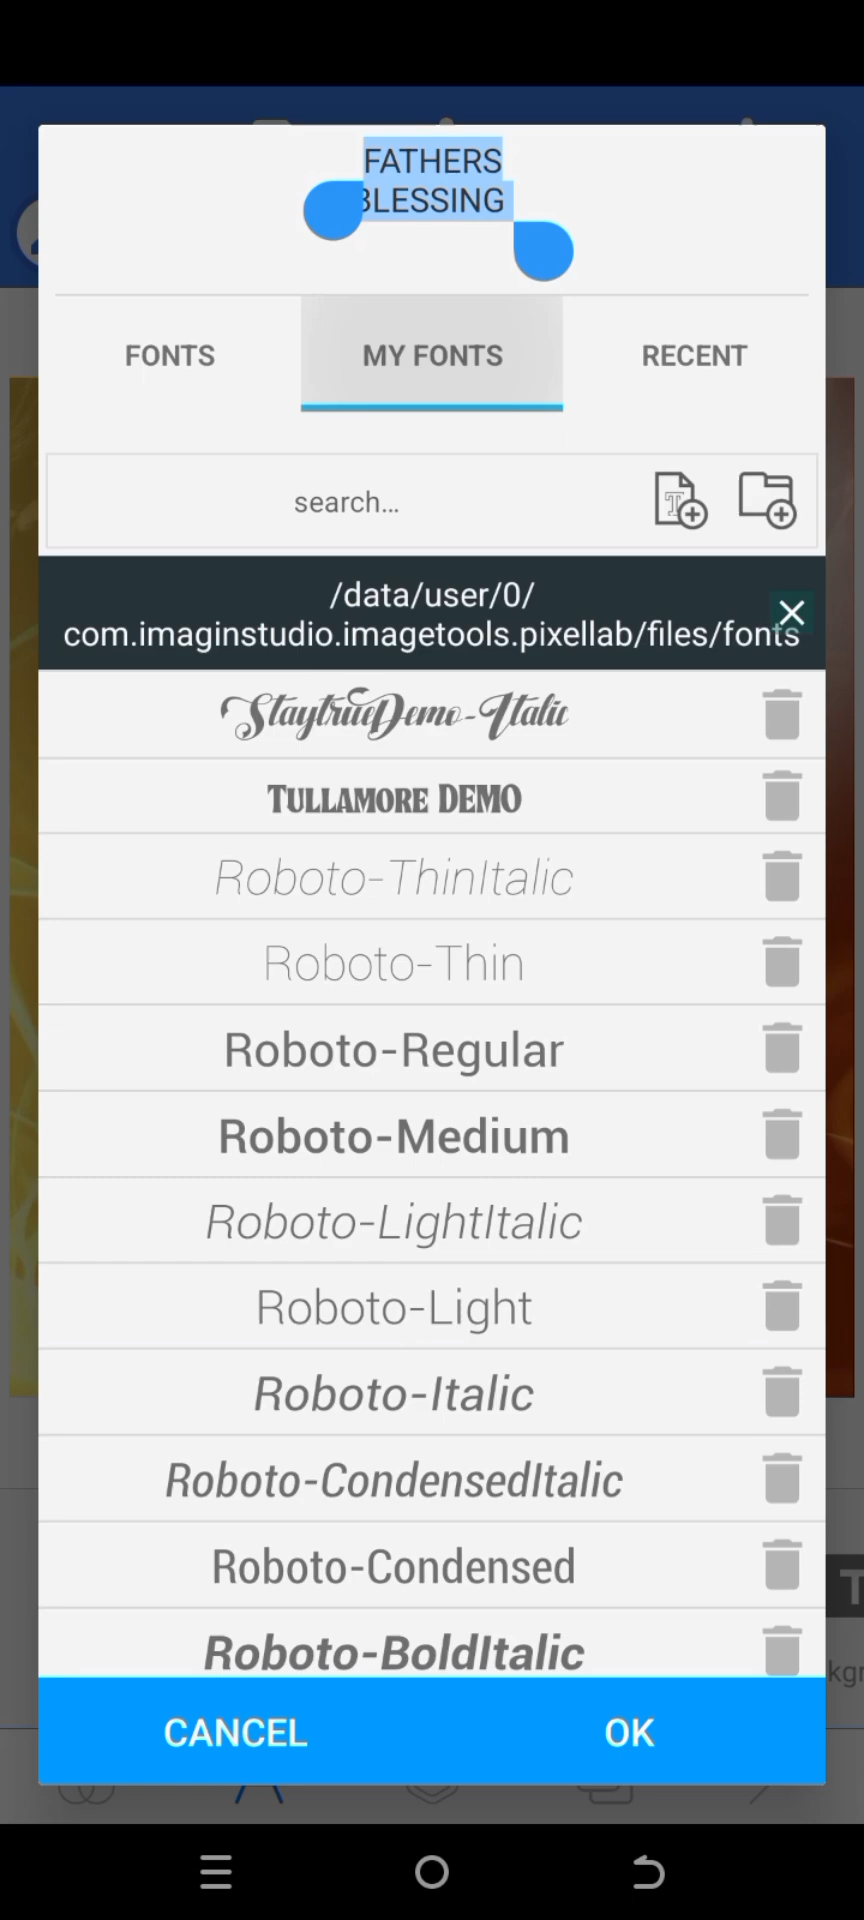 FATHERS
BLESSING
FONTS MY FONTS RECENT
search...
/data/user/0/
com.imaginstudio.imagetools.pixellab/files/fonts
StaytrueDemo-Italic
TULLAMORE DEMO
Roboto-ThinItalic
Roboto-Thin
Roboto-Regular
Roboto-Medium
Roboto-LightItalic
Roboto-Light
Roboto-Italic
Roboto-CondensedItalic
Roboto-Condensed
Roboto-BoldItalic
CANCEL OK